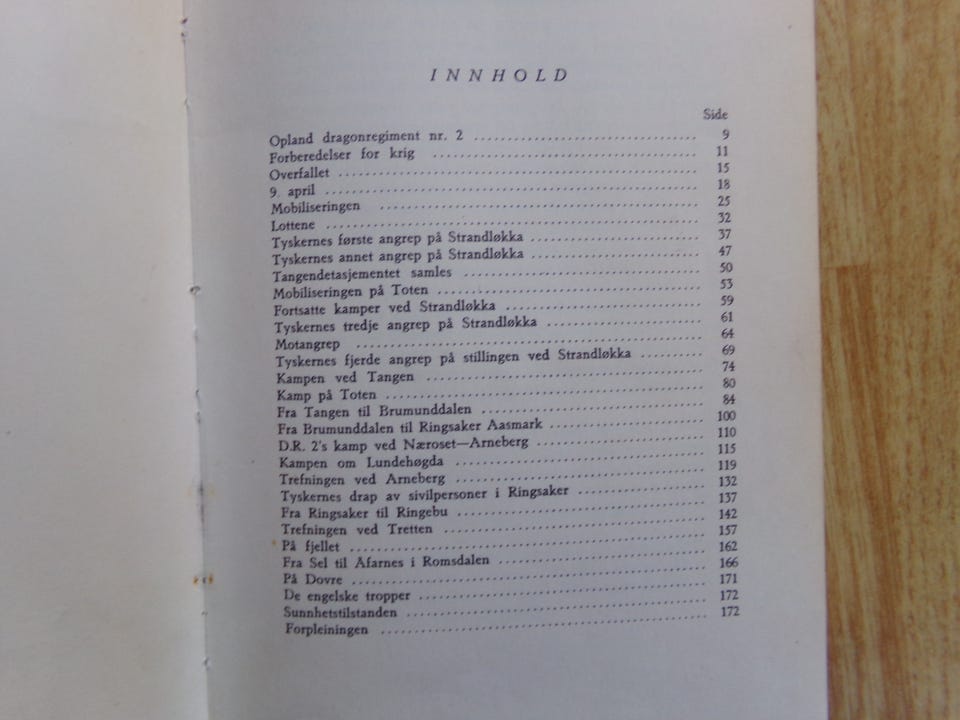 INNHOLD
Side
Opland dragonregiment nr. 2 ........ 9
Forberedelser for krig ........ 11
Overfallet ........ 15
9. april ........ 18
Mobiliseringen ........ 25
Lottene ........ 32
Tyskernes første angrep på Strandløkka ........ 37
Tyskernes annet angrep på Strandløkka ........ 47
Tangendetasjementet samles ........ 50
Mobiliseringen på Toten ........ 53
Fortsatte kamper ved Strandløkka ........ 59
Tyskernes tredje angrep på Strandløkka ........ 61
Motangrep ........ 64
Tyskernes fjerde angrep på stillingen ved Strandløkka ........ 69
Kampen ved Tangen ........ 74
Kamp på Toten ........ 80
Fra Tangen til Brumunddalen ........ 84
Fra Brumunddalen til Ringsaker Aasmark ........ 100
D.R. 2's kamp ved Næroset—Arneberg ........ 110
Kampen om Lundehøgda ........ 115
Trefningen ved Arneberg ........ 119
Tyskernes drap av sivilpersoner i Ringsaker ........ 132
Fra Ringsaker til Ringebu ........ 137
Trefningen ved Tretten ........ 142
På fjellet ........ 157
Fra Sel til Åfarnes i Romsdalen ........ 162
På Dovre ........ 166
De engelske tropper ........ 171
Sunnhetstilstanden ........ 172
Forpleiningen ........ 172